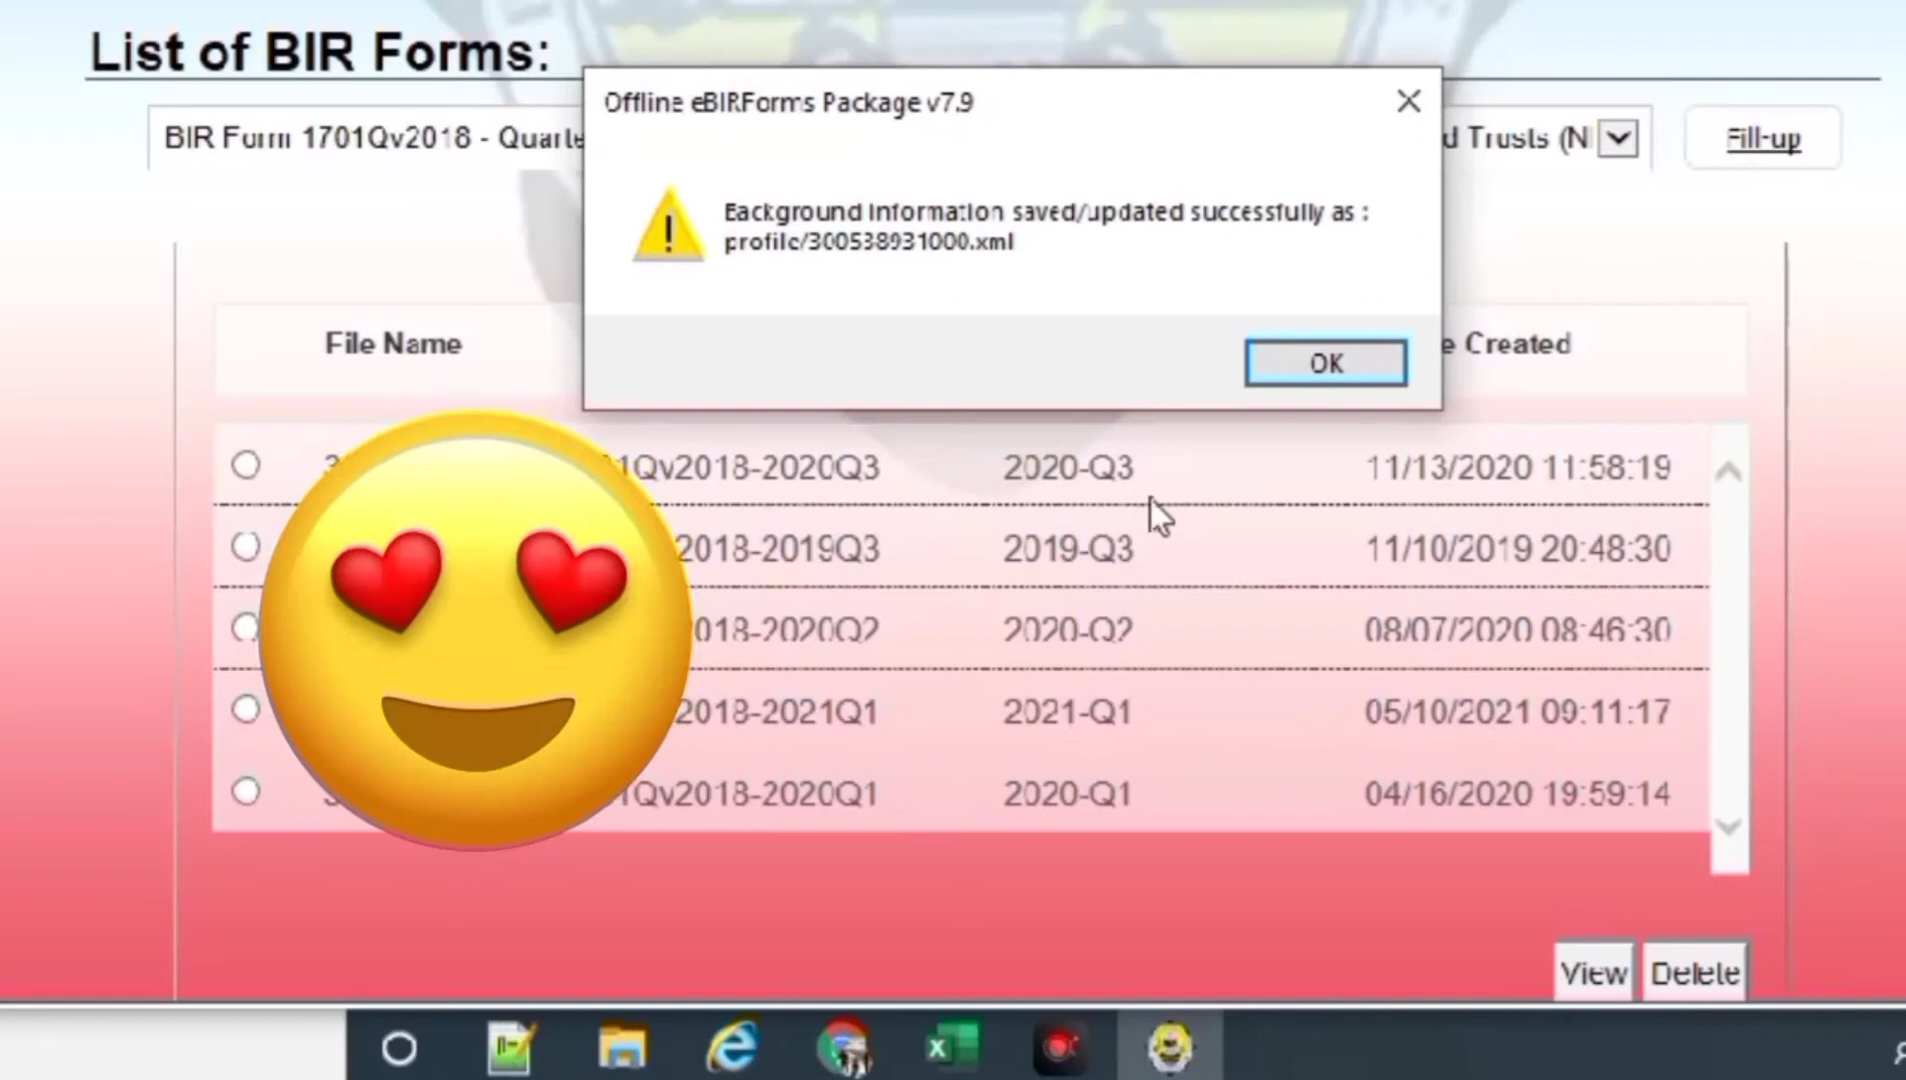 List of BIR Forms:
Offline eBIRForms Package v7.9
BIR Form 1701Qv2018 - Quarte
d Trusts (N
Fill-up
Background information saved/updated successfully as :
profile/300538931000.xml
OK
File Name
e Created
1Qv2018-2020Q3 2020-Q3 11/13/2020 11:58:19
2018-2019Q3 2019-Q3 11/10/2019 20:48:30
018-2020Q2 2020-Q2 08/07/2020 08:46:30
2018-2021Q1 2021-Q1 05/10/2021 09:11:17
1Qv2018-2020Q1 2020-Q1 04/16/2020 19:59:14
View Delete